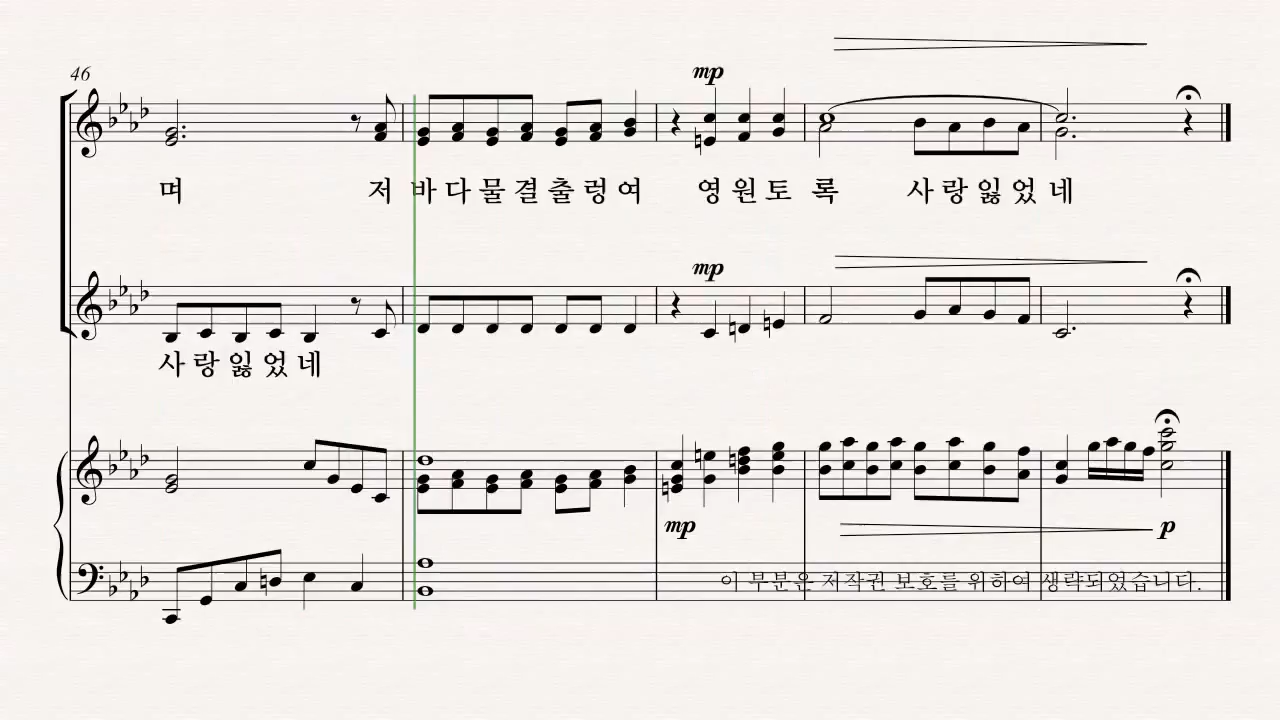 46
mp
며 저 바 다 물 결 출 렁 여 영 원 토 록 사 랑 잃 었 네
mp
사 랑 잃 었 네
mp p
이 부분은 저작권 보호를 위하여 생략되었습니다.